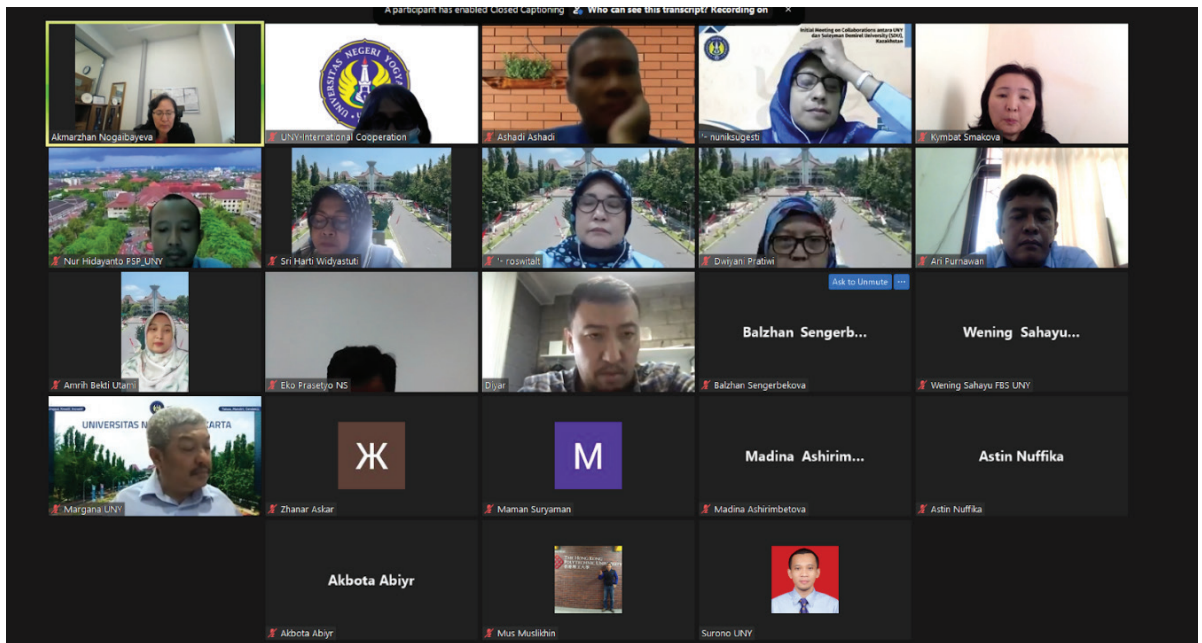 A participant has enabled Closed Captioning Who can see this transcript? Recording on
Akmarzhan Nogaibayeva
UNIVERSITAS NEGERI YOGYA
UNY-International Cooperation
Ashadi Ashadi
Initial Meeting on Collaborations antara UNY
dan Suleyman Demirel University (SDU),
Kazakhstan
nuniksugesti
Kymbat Smakova
Nur Hidayanto PSP_UNY
Sri Harti Widyastuti
roswitalt
Dwiyani Pratiwi
Ari Purnawan
Amrih Bekti Utami
Eko Prasetyo NS
Diyar
Ask to Unmute ...
Balzhan Sengerb...
Balzhan Sengerbekova
Wening Sahayu...
Wening Sahayu FBS UNY
UNIVERSITAS N KARTA
Margana UNY
Ж
Zhanar Askar
M
Maman Suryaman
Madina Ashirim...
Madina Ashirimbetova
Astin Nuffika
Astin Nuffika
Akbota Abiyr
Akbota Abiyr
Mus Muslikhin
Surono UNY